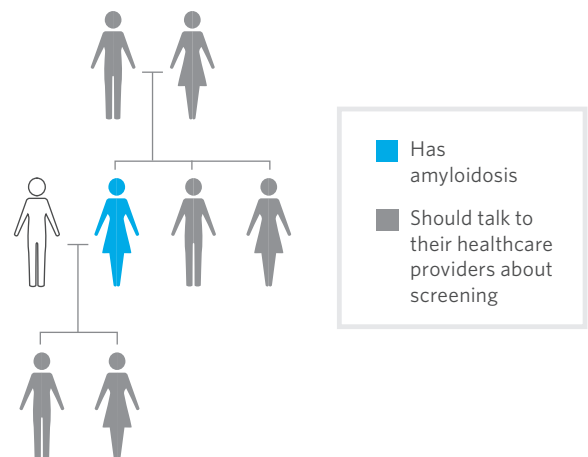 Has
amyloidosis
Should talk to
their healthcare
providers about
screening